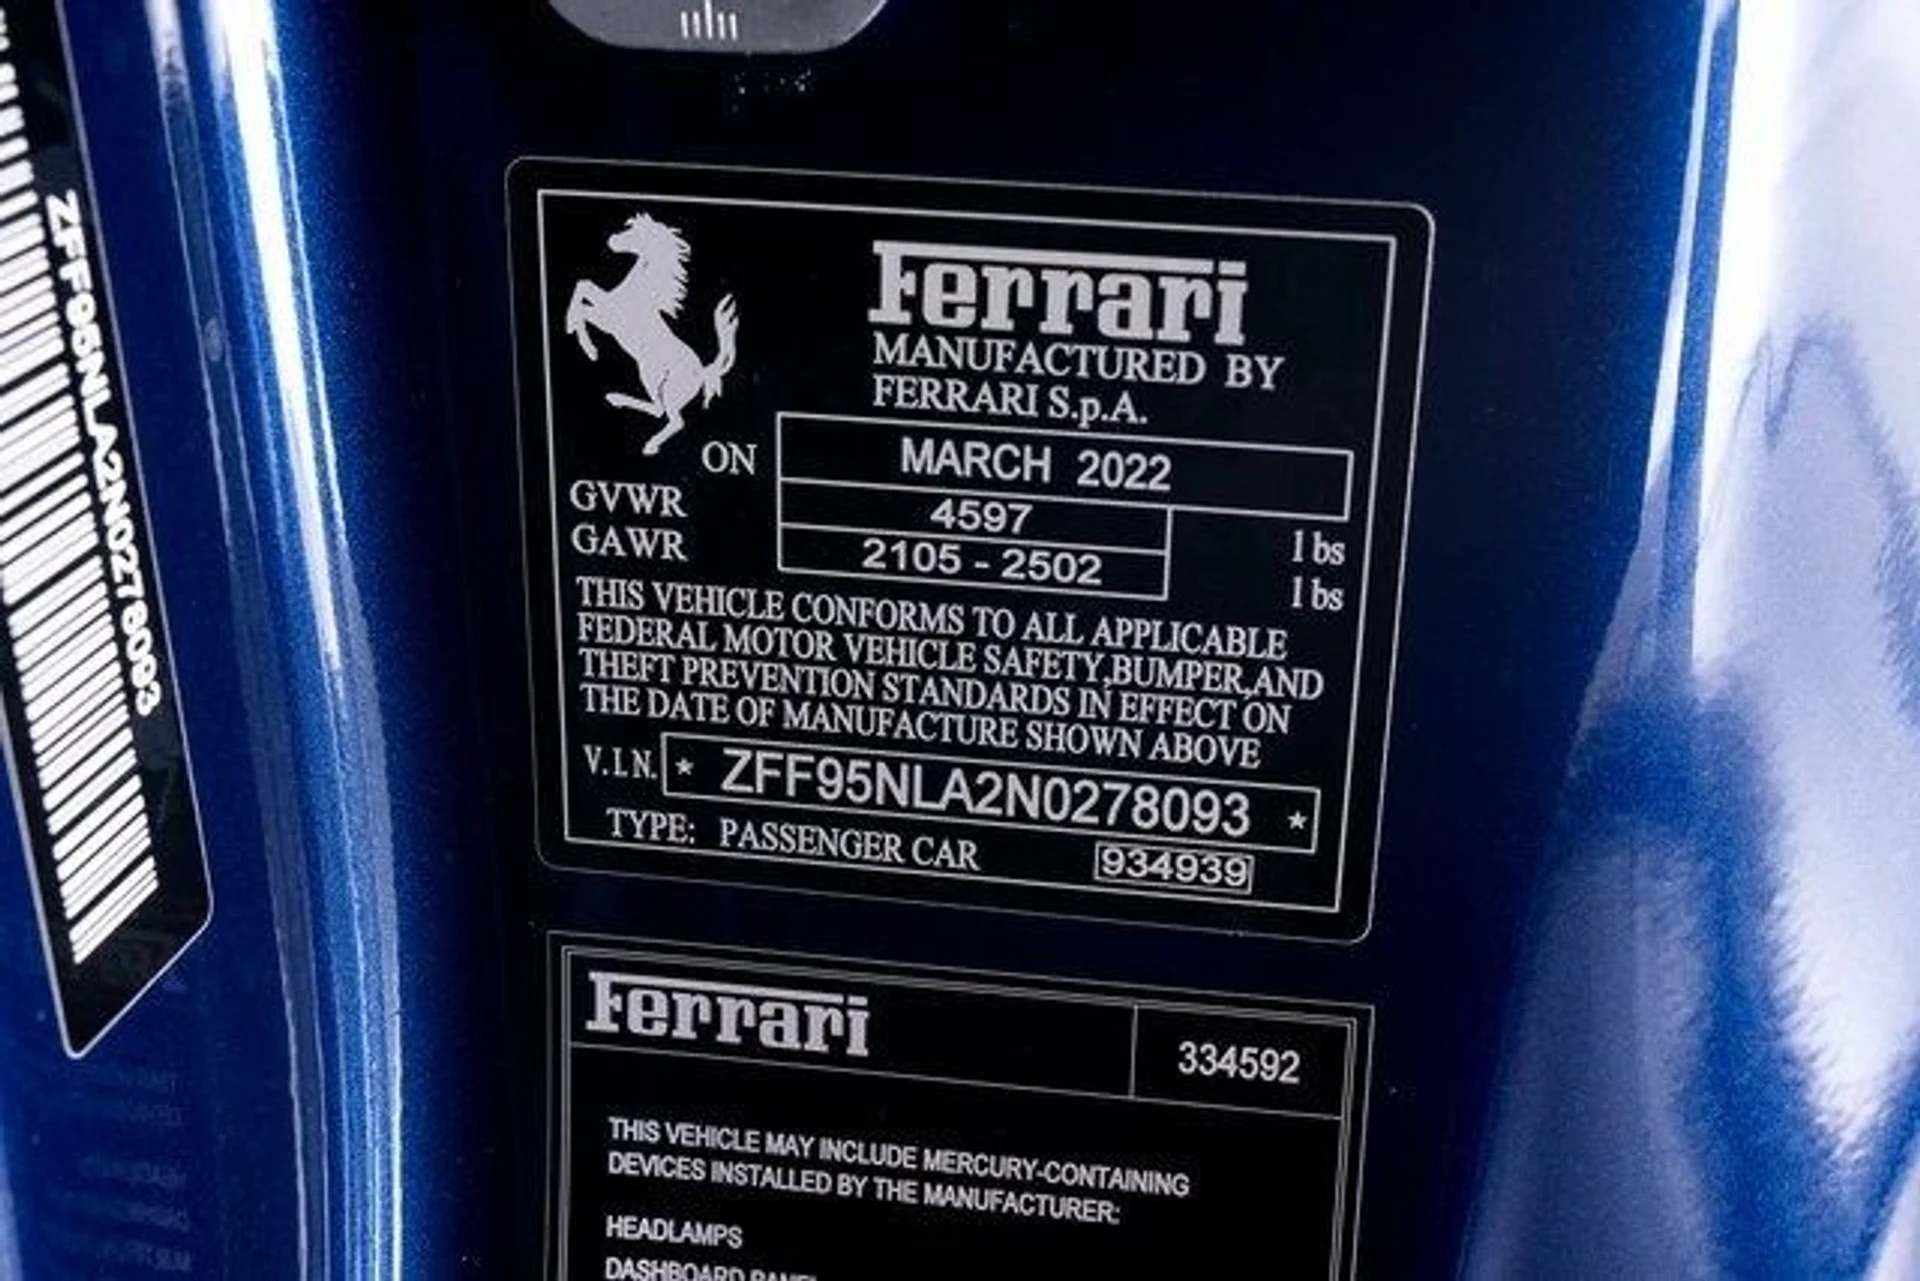 ZFF95NLA2N0278093
Ferrari
MANUFACTURED BY
FERRARI S.p.A.
ON MARCH 2022
GVWR 4597 lbs
GAWR 2105 - 2502 lbs
THIS VEHICLE CONFORMS TO ALL APPLICABLE
FEDERAL MOTOR VEHICLE SAFETY,BUMPER,AND
THEFT PREVENTION STANDARDS IN EFFECT ON
THE DATE OF MANUFACTURE SHOWN ABOVE
V.I.N. * ZFF95NLA2N0278093 *
TYPE: PASSENGER CAR 934939
Ferrari 334592
THIS VEHICLE MAY INCLUDE MERCURY-CONTAINING
DEVICES INSTALLED BY THE MANUFACTURER:
HEADLAMPS
DASHBOARD PANEL